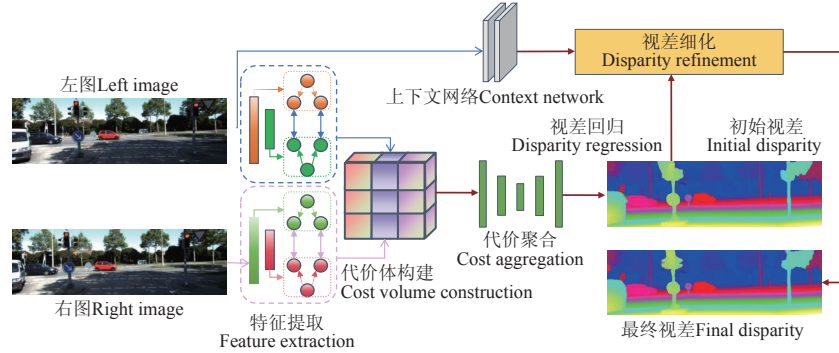 左图Left image
上下文网络Context network
视差细化
Disparity refinement
视差回归
Disparity regression
初始视差
Initial disparity
代价聚合
Cost aggregation
代价体构建
Cost volume construction
右图Right image
特征提取
Feature extraction
最终视差Final disparity